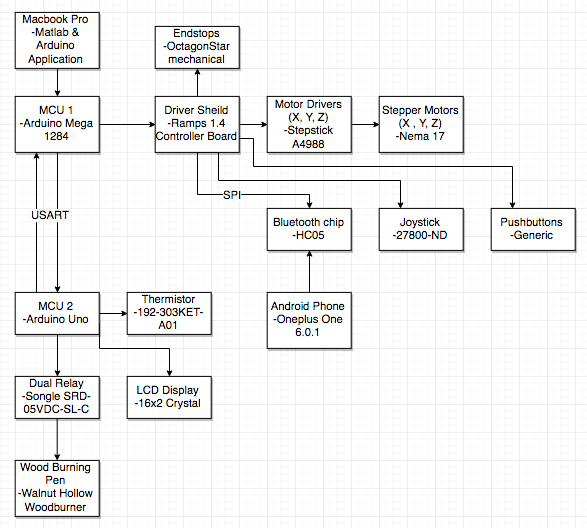 Macbook Pro
-Matlab &
Arduino
Application
Endstops
-OctagonStar
mechanical
MCU 1
-Arduino Mega
1284
Driver Sheild
-Ramps 1.4
Controller Board
Motor Drivers
(X, Y, Z)
-Stepstick
A4988
Stepper Motors
(X , Y, Z)
-Nema 17
SPI
USART
Bluetooth chip
-HC05
Joystick
-27800-ND
Pushbuttons
-Generic
MCU 2
-Arduino Uno
Thermistor
-192-303KET-
A01
Android Phone
-Oneplus One
6.0.1
Dual Relay
-Songle SRD-
05VDC-SL-C
LCD Display
-16x2 Crystal
Wood Burning
Pen
-Walnut Hollow
Woodburner